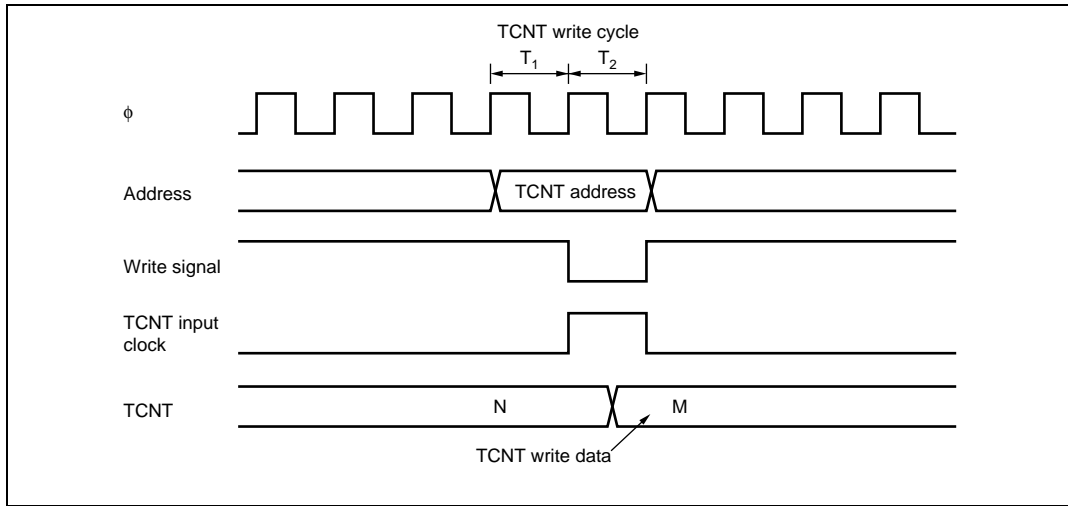 TCNT write cycle
T1 T2
ϕ
Address
TCNT address
Write signal
TCNT input
clock
TCNT
N M
TCNT write data